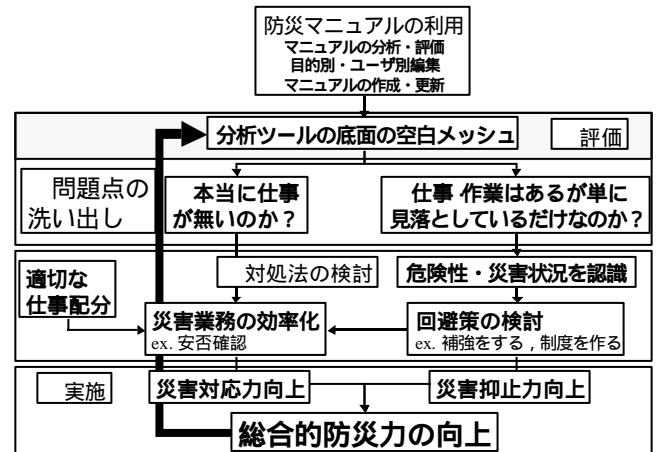 防災マニュアルの利用
マニュアルの分析・評価
目的別・ユーザ別編集
マニュアルの作成・更新
分析ツールの底面の空白メッシュ
評価
問題点の
洗い出し
本当に仕事
が無いのか？
仕事 作業はあるが単に
見落としているだけなのか？
対処法の検討
危険性・災害状況を認識
適切な
仕事配分
災害業務の効率化
ex. 安否確認
回避策の検討
ex. 補強をする , 制度を作る
実施
災害対応力向上
災害抑止力向上
総合的防災力の向上